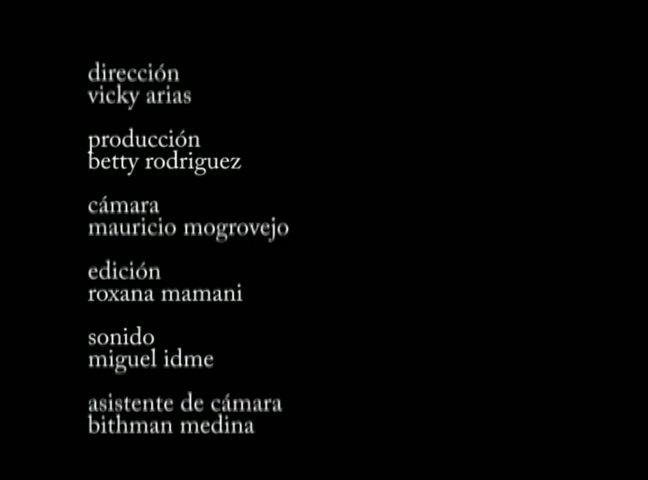 dirección
vicky arias
producción
betty rodriguez
cámara
mauricio mogrovejo
edición
roxana mamani
sonido
miguel idme
asistente de cámara
bithman medina